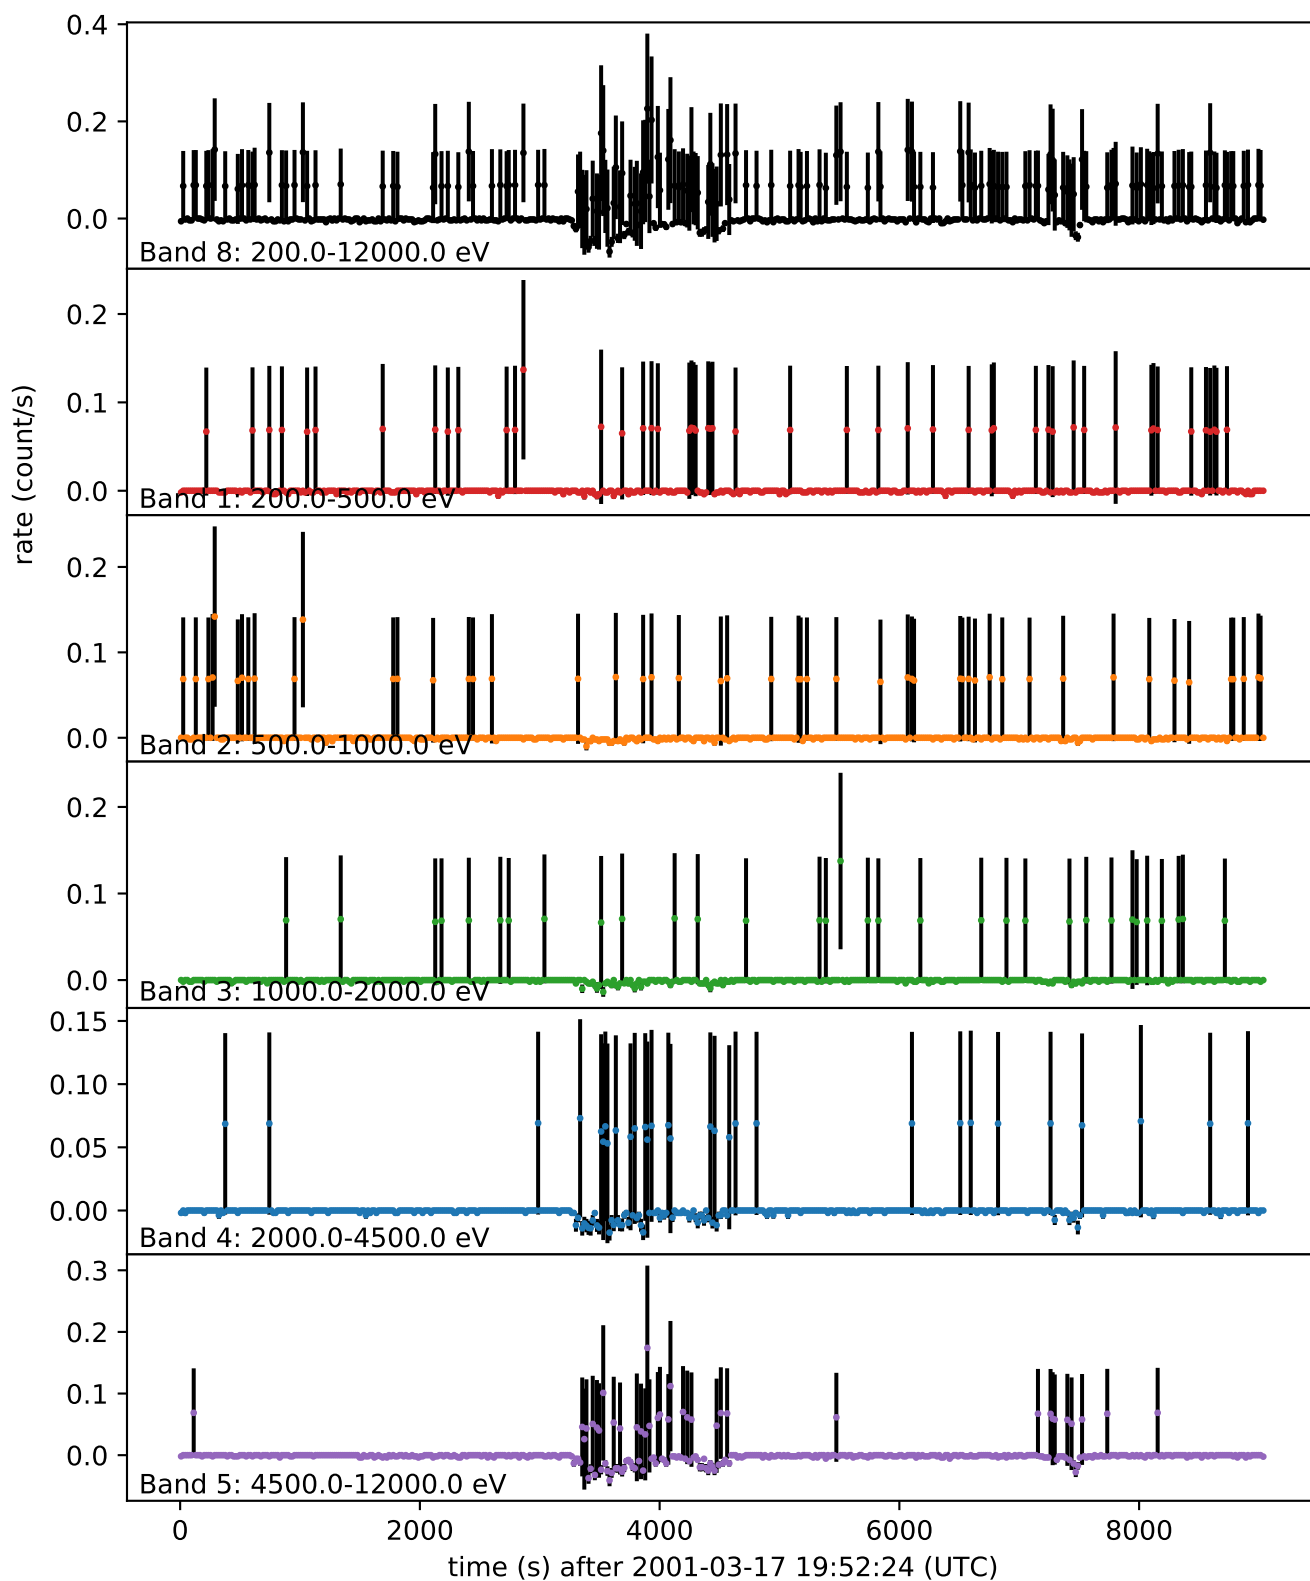 0.4
0.2
0.0
Band 8: 200.0-12000.0 eV
0.2
0.1
0.0
Band 1: 200.0-500.0 eV
rate (count/s)
0.2
0.1
0.0
Band 2: 500.0-1000.0 eV
0.2
0.1
0.0
Band 3: 1000.0-2000.0 eV
0.15
0.10
0.05
0.00
Band 4: 2000.0-4500.0 eV
0.3
0.2
0.1
0.0
Band 5: 4500.0-12000.0 eV
0 2000 4000 6000 8000
time (s) after 2001-03-17 19:52:24 (UTC)